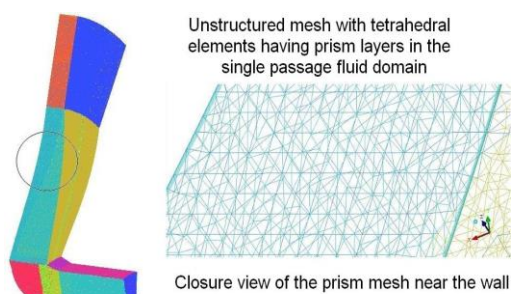 Unstructured mesh with tetrahedral
elements having prism layers in the
single passage fluid domain
Closure view of the prism mesh near the wall